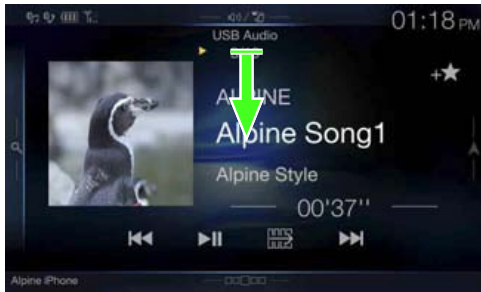 01:18 PM
USB Audio
ALPINE
Alpine Song1
Alpine Style
00'37''
Alpine iPhone